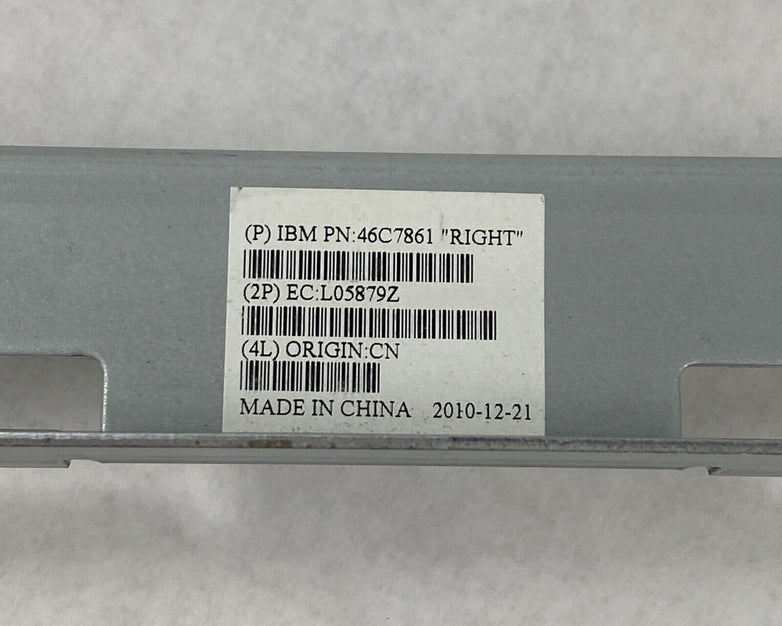 (P) IBM PN:46C7861 "RIGHT"
(2P) EC:L05879Z
(4L) ORIGIN:CN
MADE IN CHINA 2010-12-21